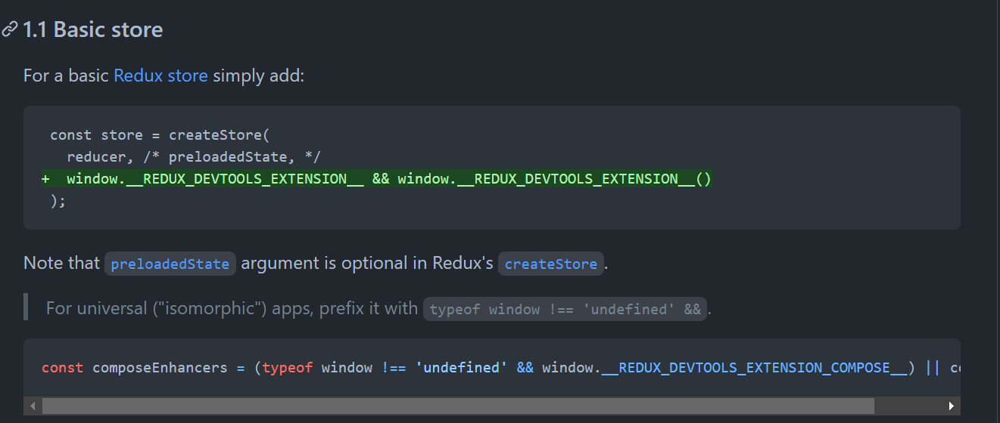 1.1 Basic store
For a basic Redux store simply add:
const store = createStore(
reducer, /* preloadedState, */
+ window.__REDUX_DEVTOOLS_EXTENSION__ && window.__REDUX_DEVTOOLS_EXTENSION__()
);
Note that preloadedState argument is optional in Redux's createStore.
For universal ("isomorphic") apps, prefix it with typeof window !== 'undefined' &&.
const composeEnhancers = (typeof window !== 'undefined' && window.__REDUX_DEVTOOLS_EXTENSION_COMPOSE__) ||